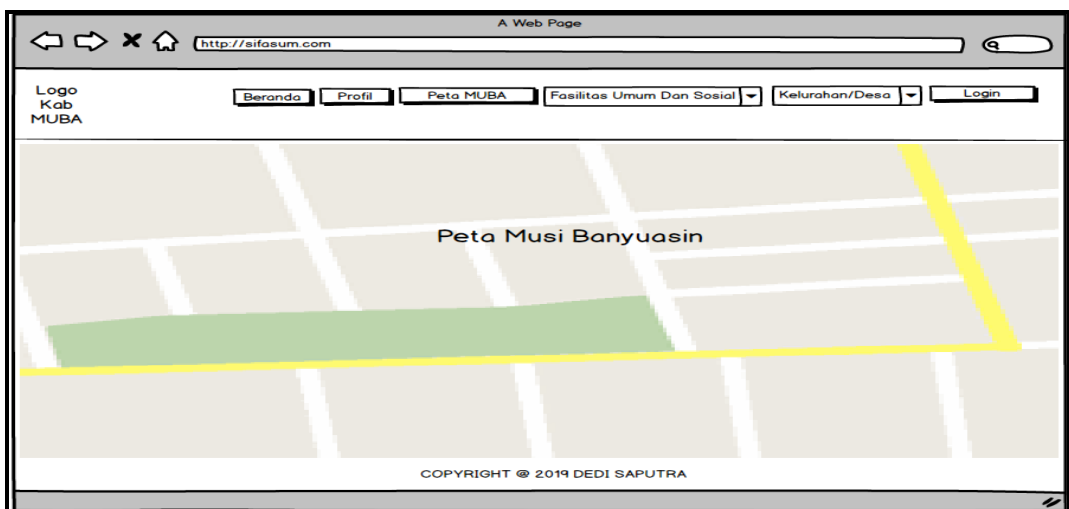 A Web Page
http://sifasum.com
Logo
Kab
MUBA
Beranda Profil Peta MUBA Fasilitas Umum Dan Sosial Kelurahan/Desa Login
Peta Musi Banyuasin
COPYRIGHT @ 2019 DEDI SAPUTRA